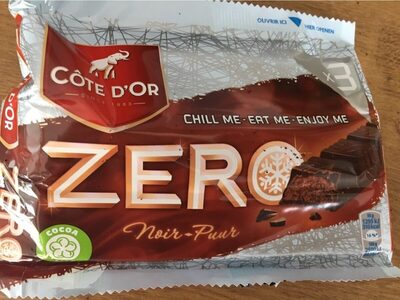 OUVRIR ICI
HIER OPENEN
CÔTE D'OR
SINCE 1883
D'OR
x3
CHILL ME · EAT ME · ENJOY ME
ZERO
Noir - Puur
COCOA